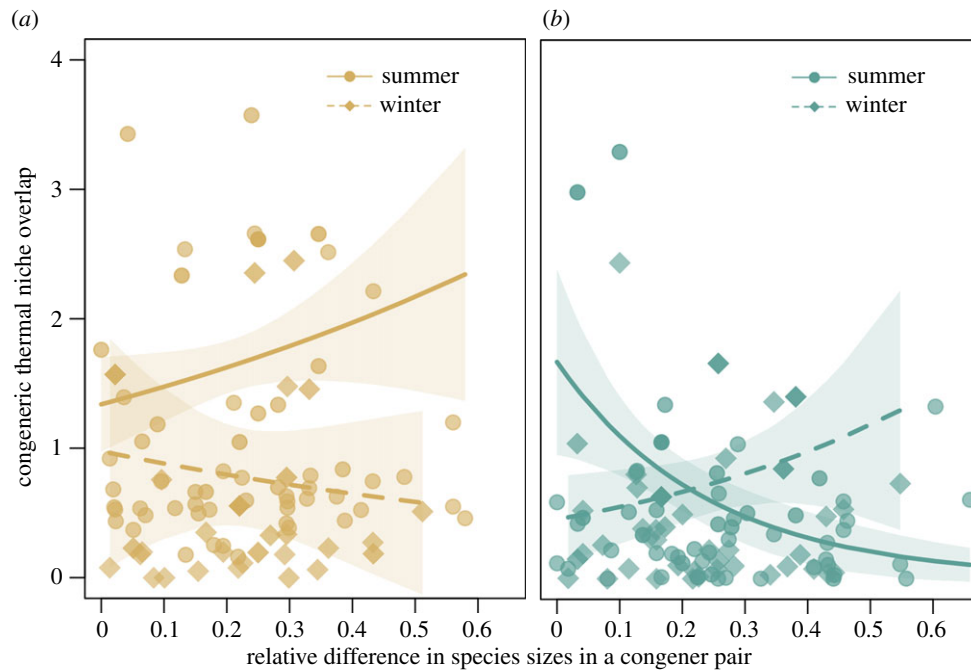 (a)
(b)
summer
winter
summer
winter
congeneric thermal niche overlap
4
3
2
1
0
0 0.1 0.2 0.3 0.4 0.5 0.6
0 0.1 0.2 0.3 0.4 0.5 0.6
relative difference in species sizes in a congener pair